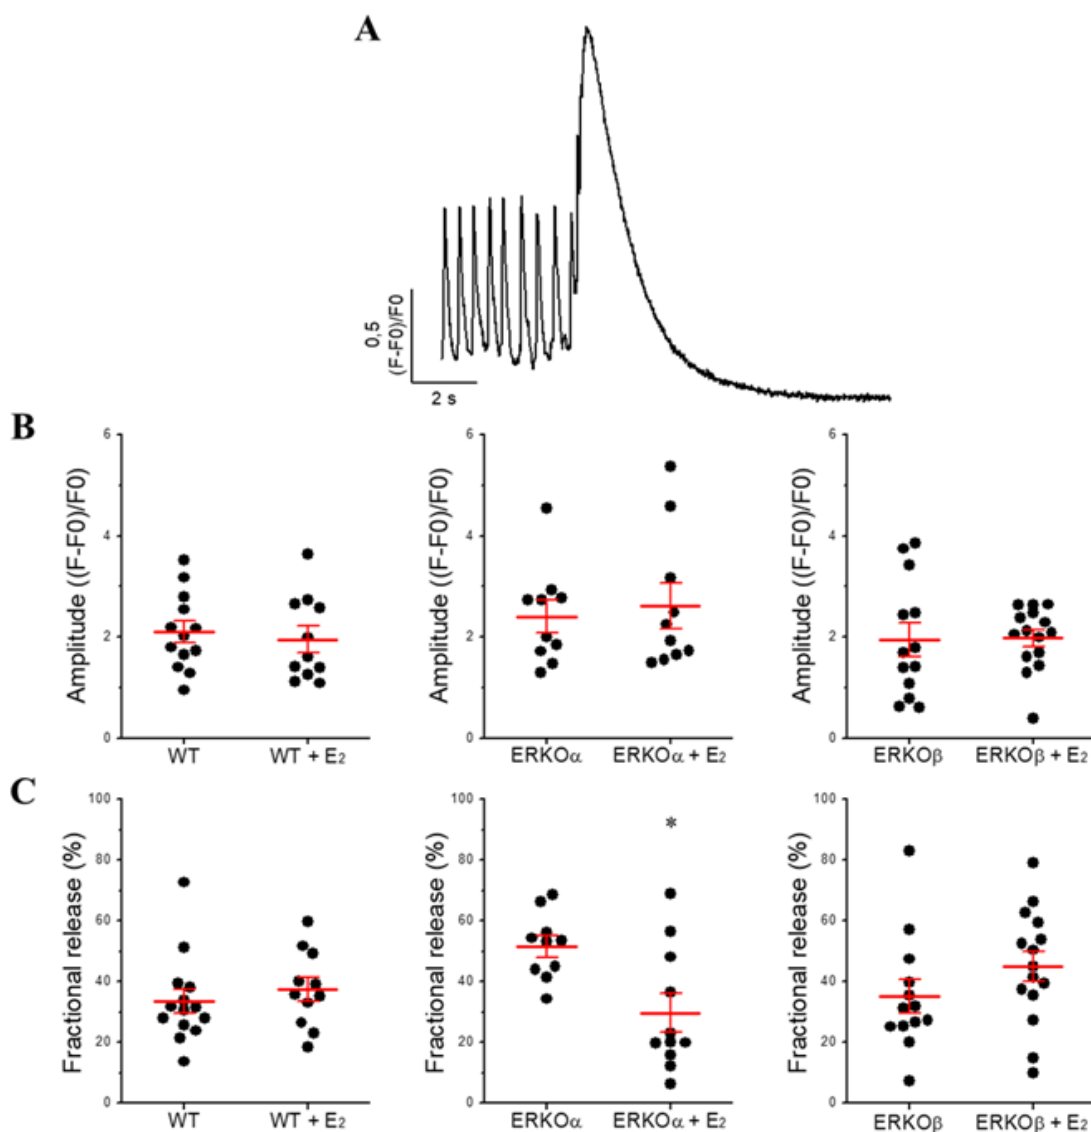 A
0,5
(F-F0)/F0
2 s
B
Amplitude ((F-F0)/F0)
6
4
2
0
WT
WT + E₂
Amplitude ((F-F0)/F0)
6
4
2
0
ERKOα
ERKOα + E₂
Amplitude ((F-F0)/F0)
6
4
2
0
ERKOβ
ERKOβ + E₂
C
Fractional release (%)
100
80
60
40
20
0
WT
WT + E₂
Fractional release (%)
100
80
60
40
20
0
*
ERKOα
ERKOα + E₂
Fractional release (%)
100
80
60
40
20
0
ERKOβ
ERKOβ + E₂